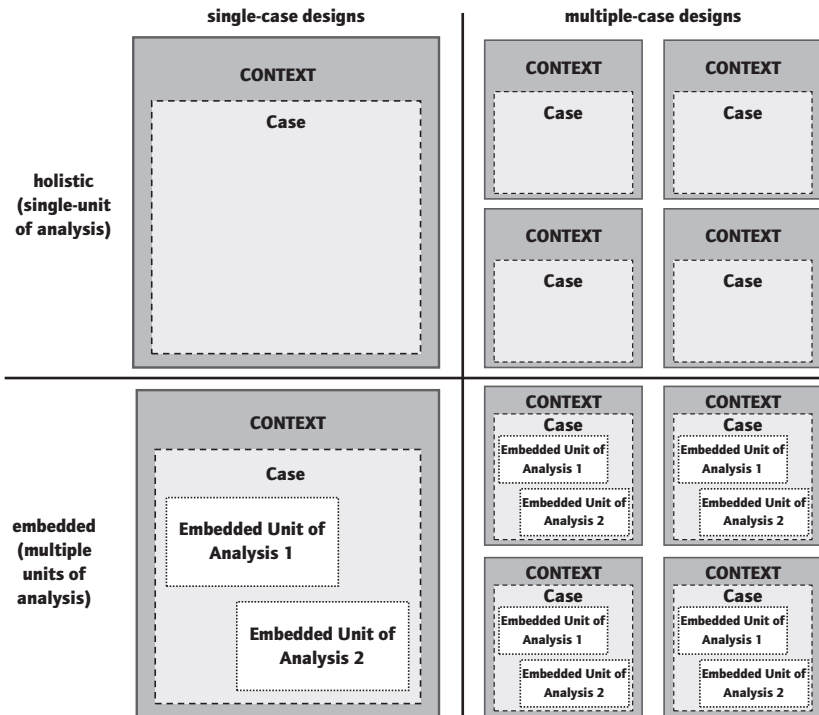 single-case designs
multiple-case designs
holistic
(single-unit
of analysis)
CONTEXT
Case
CONTEXT
Case
CONTEXT
Case
CONTEXT
Case
CONTEXT
Case
embedded
(multiple
units of
analysis)
CONTEXT
Case
Embedded Unit of
Analysis 1
Embedded Unit of
Analysis 2
CONTEXT
Case
Embedded Unit of
Analysis 1
Embedded Unit of
Analysis 2
CONTEXT
Case
Embedded Unit of
Analysis 1
Embedded Unit of
Analysis 2
CONTEXT
Case
Embedded Unit of
Analysis 1
Embedded Unit of
Analysis 2
CONTEXT
Case
Embedded Unit of
Analysis 1
Embedded Unit of
Analysis 2